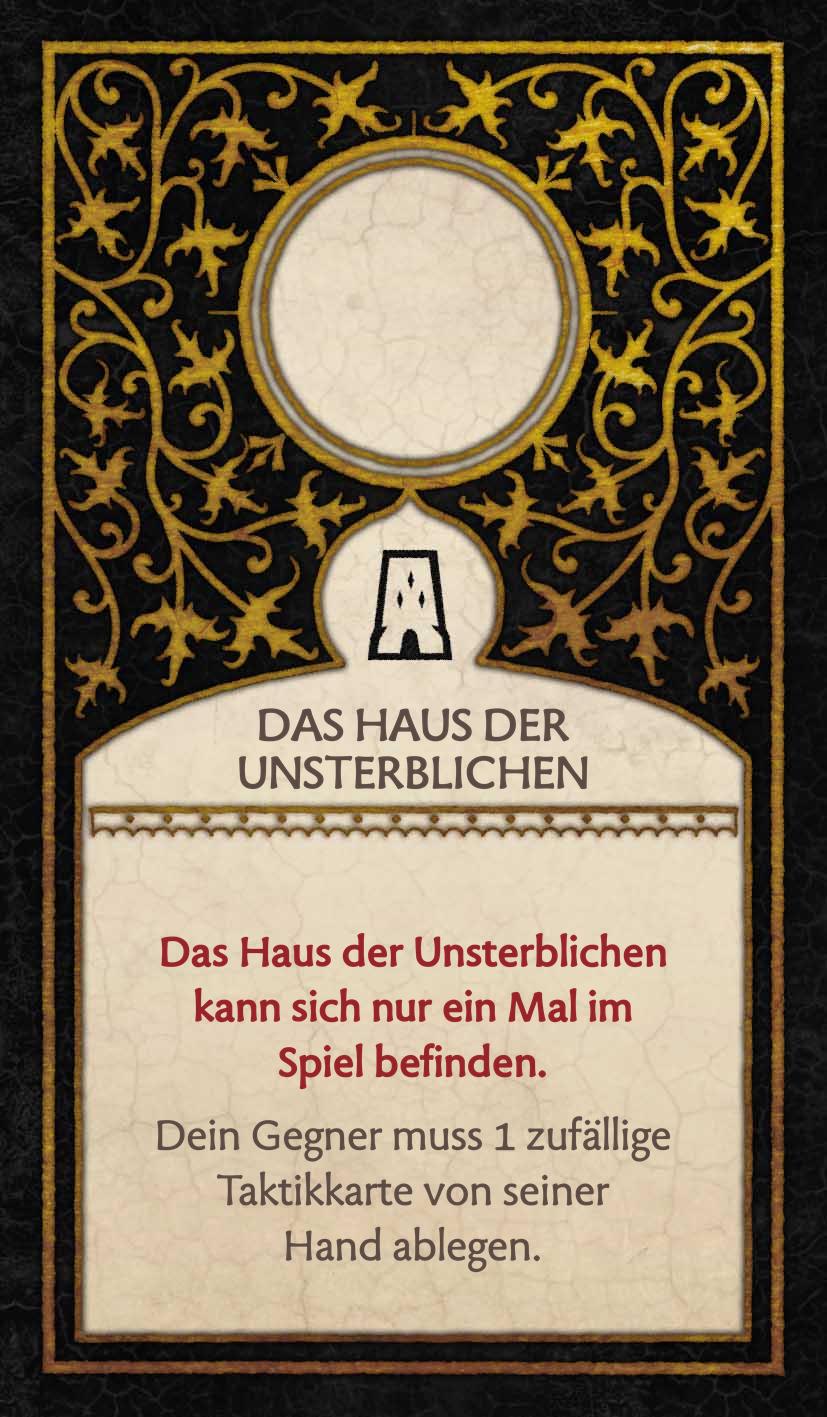 DAS HAUS DER
UNSTERBLICHEN
Das Haus der Unsterblichen
kann sich nur ein Mal im
Spiel befinden.
Dein Gegner muss 1 zufällige
Taktikkarte von seiner
Hand ablegen.